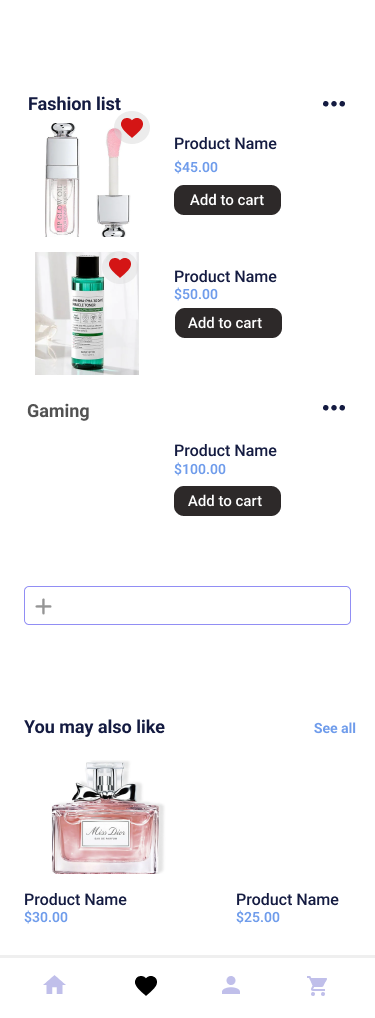 Fashion list
Product Name
$45.00
Add to cart
Product Name
$50.00
Add to cart
Gaming
Product Name
$100.00
Add to cart
You may also like
See all
Miss Dior
Product Name
$30.00
Product Name
$25.00